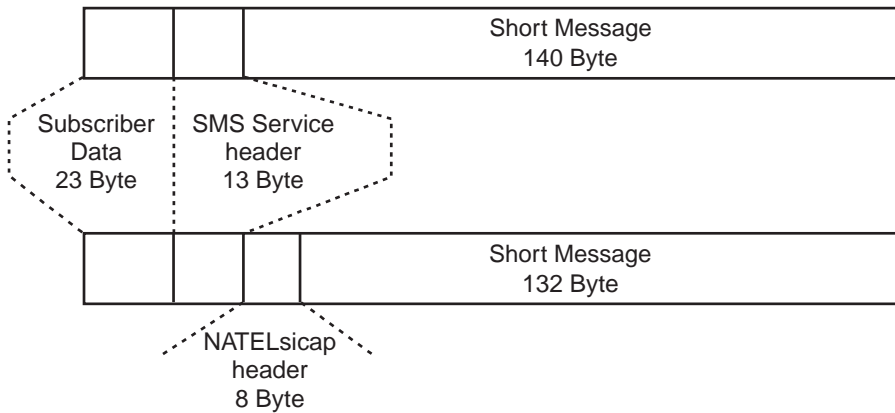 Short Message
140 Byte
Subscriber
Data
23 Byte
SMS Service
header
13 Byte
Short Message
132 Byte
NATELsicap
header
8 Byte